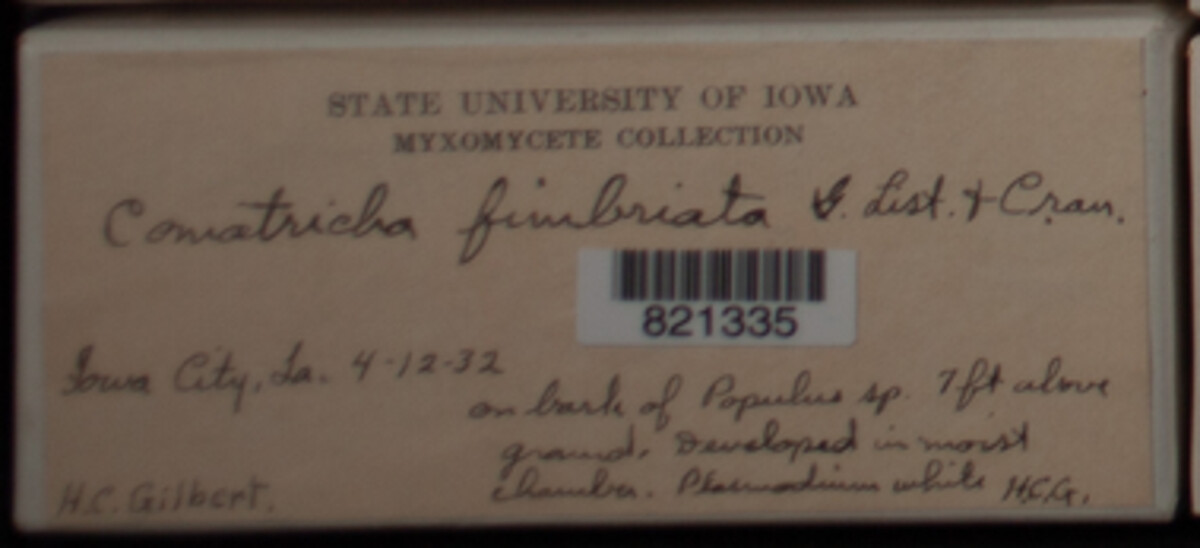 STATE UNIVERSITY OF IOWA
MYXOMYCETE COLLECTION
Comatricha fimbriata G. List. & Cran.
821335
Iowa City, Ia. 4-12-32
on bark of Populus sp. 7 ft above
ground. Developed in moist
chamber. Plasmodium white H.C.G.
H.C. Gilbert.